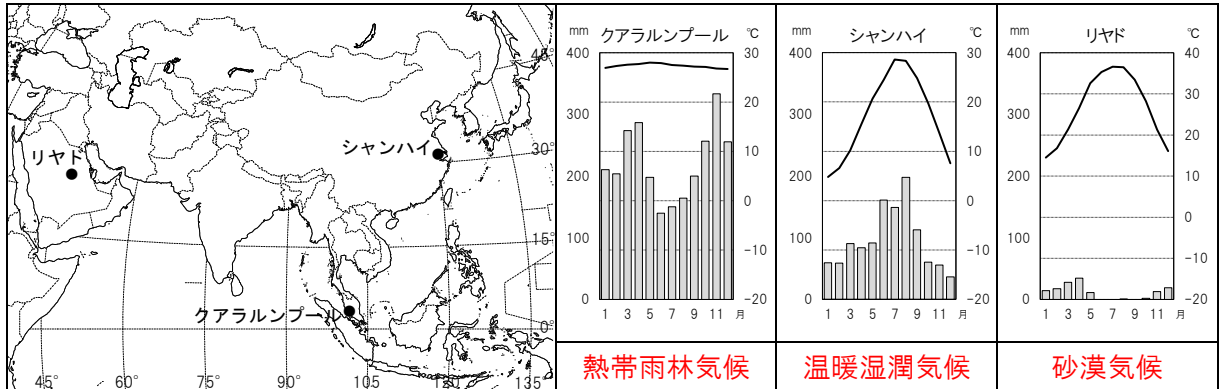 リヤド
シャンハイ
クアラルンプール
45°
30°
15°
0°
45°
60°
75°
90°
105
120
135
mm クアラルンプール ℃
400 30
300 20
200 10
100 0
0 -10
-20
1 3 5 7 9 11 月
熱帯雨林気候
mm シャンハイ ℃
400 30
300 20
200 10
100 0
0 -10
-20
1 3 5 7 9 11 月
温暖湿潤気候
mm リヤド ℃
400 40
300 30
200 20
100 10
0 0
-10
-20
1 3 5 7 9 11 月
砂漠気候